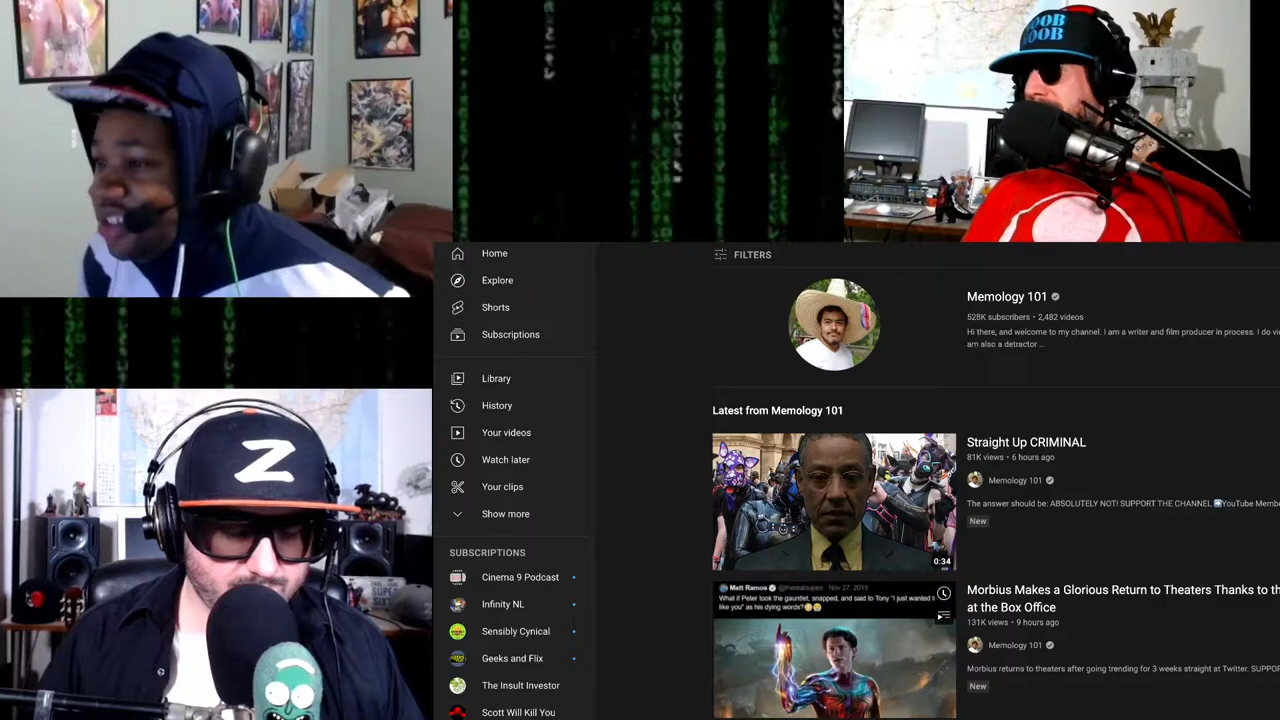 NOOB
NOOB
Z
Home
Explore
Shorts
Subscriptions
Library
History
Your videos
Watch later
Your clips
Show more
SUBSCRIPTIONS
Cinema 9 Podcast
Infinity NL
Sensibly Cynical
Geeks and Flix
The Insult Investor
Scott Will Kill You
FILTERS
Memology 101
528K subscribers • 2,482 videos
Hi there, and welcome to my channel. I am a writer and film producer in process. I do
am also a detractor ...
Latest from Memology 101
0:34
Straight Up CRIMINAL
81K views • 6 hours ago
Memology 101
The answer should be: ABSOLUTELY NOT! SUPPORT THE CHANNEL YouTube
New
Matt Ramos @therealsupes · Nov 27, 2019
What if Peter took the gauntlet, snapped, and said to Tony "I just wanted
like you" as his dying words?
Morbius Makes a Glorious Return to Theaters Thanks to
at the Box Office
131K views • 9 hours ago
Memology 101
Morbius returns to theaters after going trending for 3 weeks straight at Twitter.
New